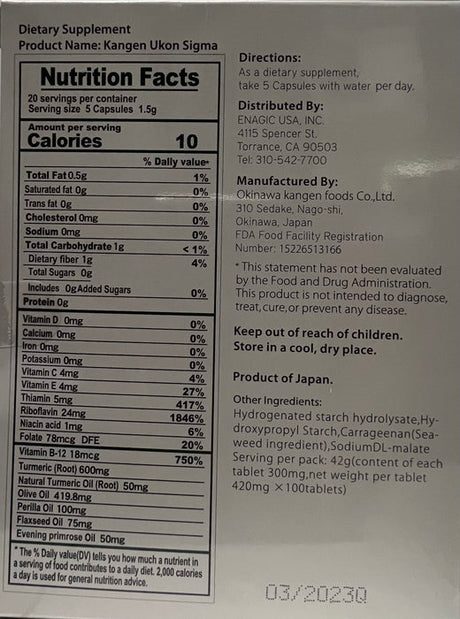 Dietary Supplement
Product Name: Kangen Ukon Sigma
Nutrition Facts
20 servings per container
Serving size 5 Capsules 1.5g
Amount per serving
Calories 10
% Daily value*
Total Fat 0.5g 1%
Saturated fat 0g 0%
Trans fat 0g 0%
Cholesterol 0mg 0%
Sodium 0mg 0%
Total Carbohydrate 1g < 1%
Dietary fiber 1g 4%
Total Sugars 0g
Includes 0g Added Sugars 0%
Protein 0g
Vitamin D 0mg 0%
Calcium 0mg 0%
Iron 0mg 0%
Potassium 0mg 0%
Vitamin C 4mg 4%
Vitamin E 4mg 27%
Thiamin 5mg 417%
Riboflavin 24mg 1846%
Niacin acid 1mg 6%
Folate 78mcg DFE 20%
Vitamin B-12 18mcg 750%
Turmeric (Root) 600mg
Natural Turmeric Oil (Root) 50mg
Olive Oil 419.8mg
Perilla Oil 100mg
Flaxseed Oil 75mg
Evening primrose Oil 50mg
* The % Daily value(DV) tells you how much a nutrient in
a serving of food contributes to a daily diet. 2,000 calories
a day is used for general nutrition advice.
Directions:
As a dietary supplement,
take 5 Capsules with water per day.
Distributed By:
ENAGIC USA, INC.
4115 Spencer St.
Torrance, CA 90503
Tel: 310-542-7700
Manufactured By:
Okinawa kangen foods Co.,Ltd.
310 Sedake, Nago-shi,
Okinawa, Japan
FDA Food Facility Registration
Number: 15226513166
*This statement has not been evaluated
by the Food and Drug Administration.
This product is not intended to diagnose,
treat, cure, or prevent any disease.
Keep out of reach of children.
Store in a cool, dry place.
Product of Japan.
Other Ingredients:
Hydrogenated starch hydrolysate,Hy-
droxypropyl Starch,Carrageenan(Sea-
weed ingredient),SodiumDL-malate
Serving per pack: 42g(content of each
tablet 300mg,net weight per tablet
420mg ×100tablets)
03/2023Q